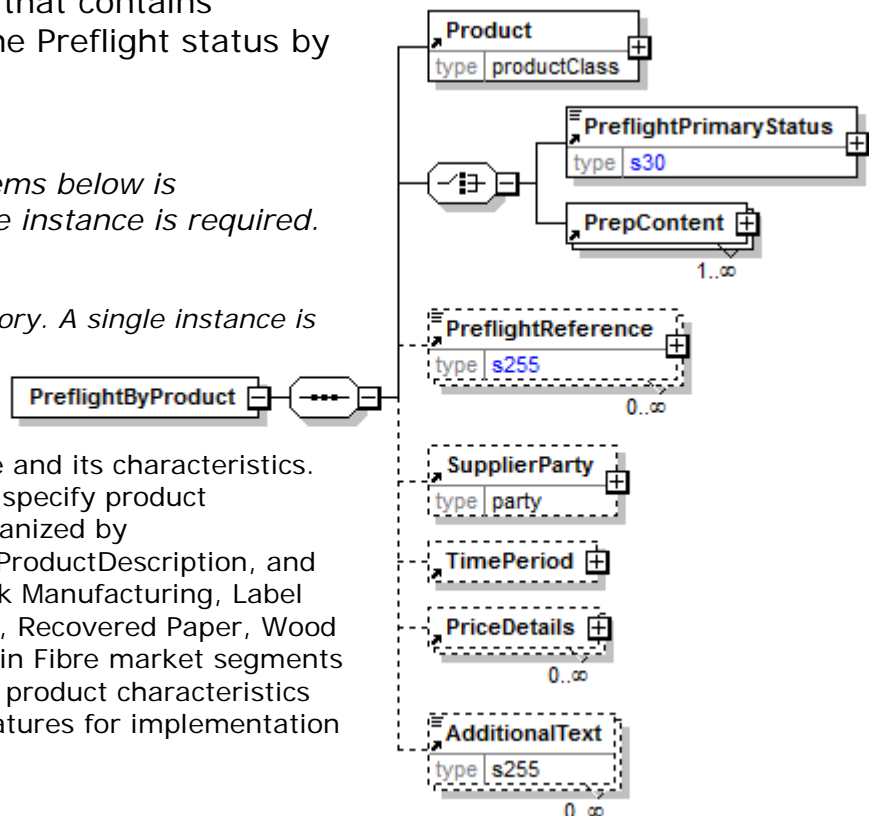 that contains
ne Preflight status by
ems below is
e instance is required.
ory. A single instance is
e and its characteristics.
specify product
anized by
ProductDescription, and
k Manufacturing, Label
, Recovered Paper, Wood
in Fibre market segments
product characteristics
atures for implementation
PreflightByProduct
Product
type productClass
PreflightPrimaryStatus
type s30
PrepContent
1..∞
PreflightReference
type s255
0..∞
SupplierParty
type party
TimePeriod
PriceDetails
0..∞
AdditionalText
type s255
0..∞